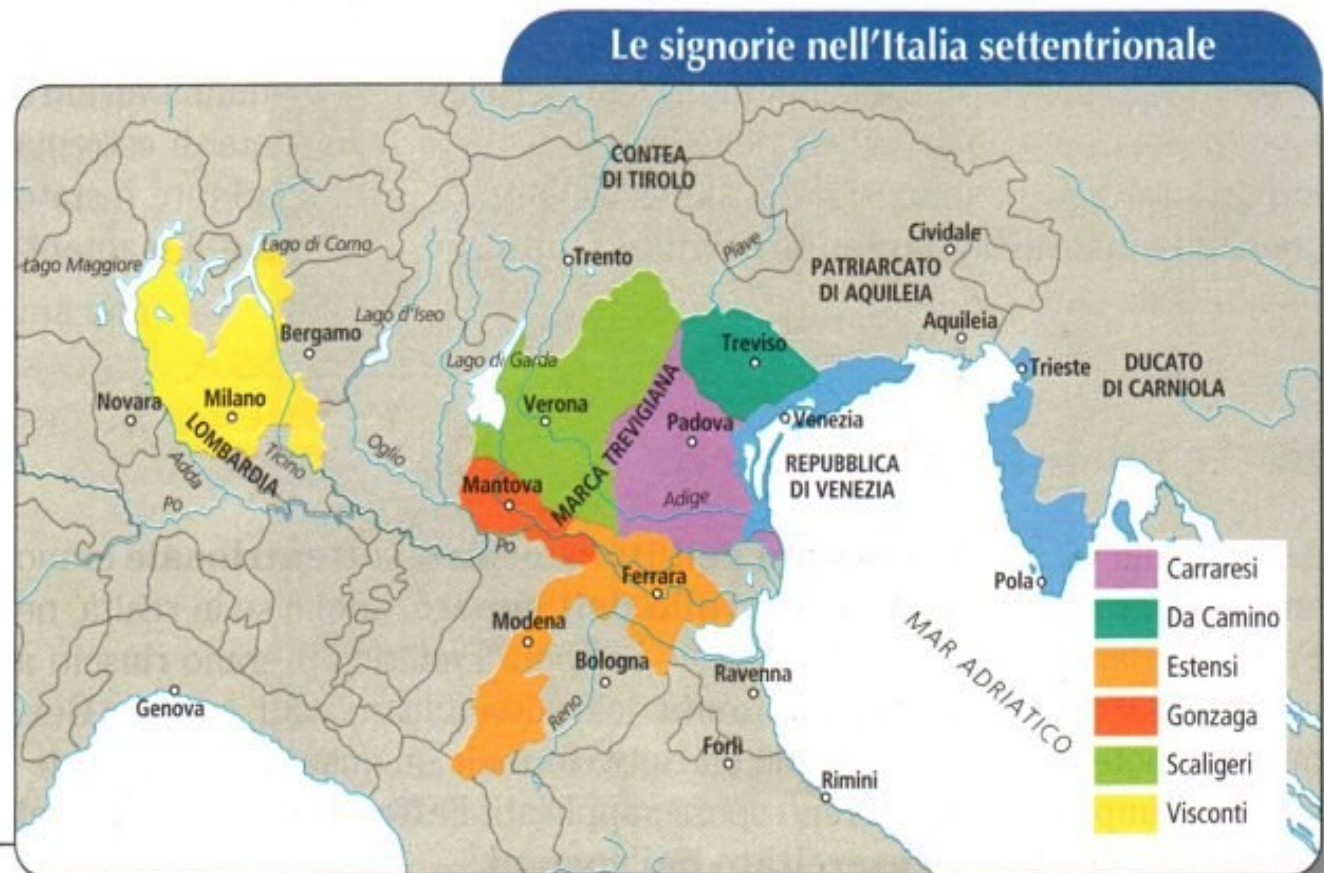 Le signorie nell'Italia settentrionale
CONTEA
DI TIROLO
Lago Maggiore
Lago di Corno
Trento
Piave
Cividale
PATRIARCATO
DI AQUILEIA
Aquileia
Bergamo
Lago d'Iseo
Lago di Garda
Treviso
Trieste
DUCATO
DI CARNIOLA
Novara
Milano
LOMBARDIA
Adda
Ticino
Po
Oglio
Verona
MARCA TREVIGIANA
Padova
Venezia
REPUBBLICA
DI VENEZIA
Mantova
Adige
Po
Ferrara
Pola
Modena
Bologna
Reno
Ravenna
Genova
Forlì
Rimini
MAR ADRIATICO
Carraresi
Da Camino
Estensi
Gonzaga
Scaligeri
Visconti